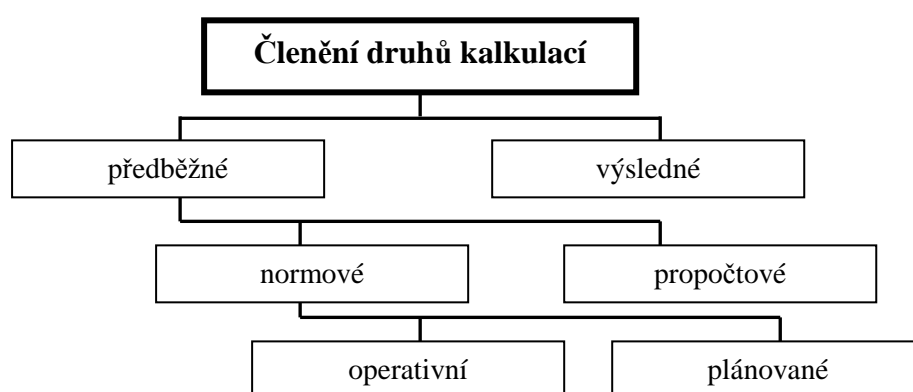 Členění druhů kalkulací
předběžné
výsledné
normové
propočtové
operativní
plánované